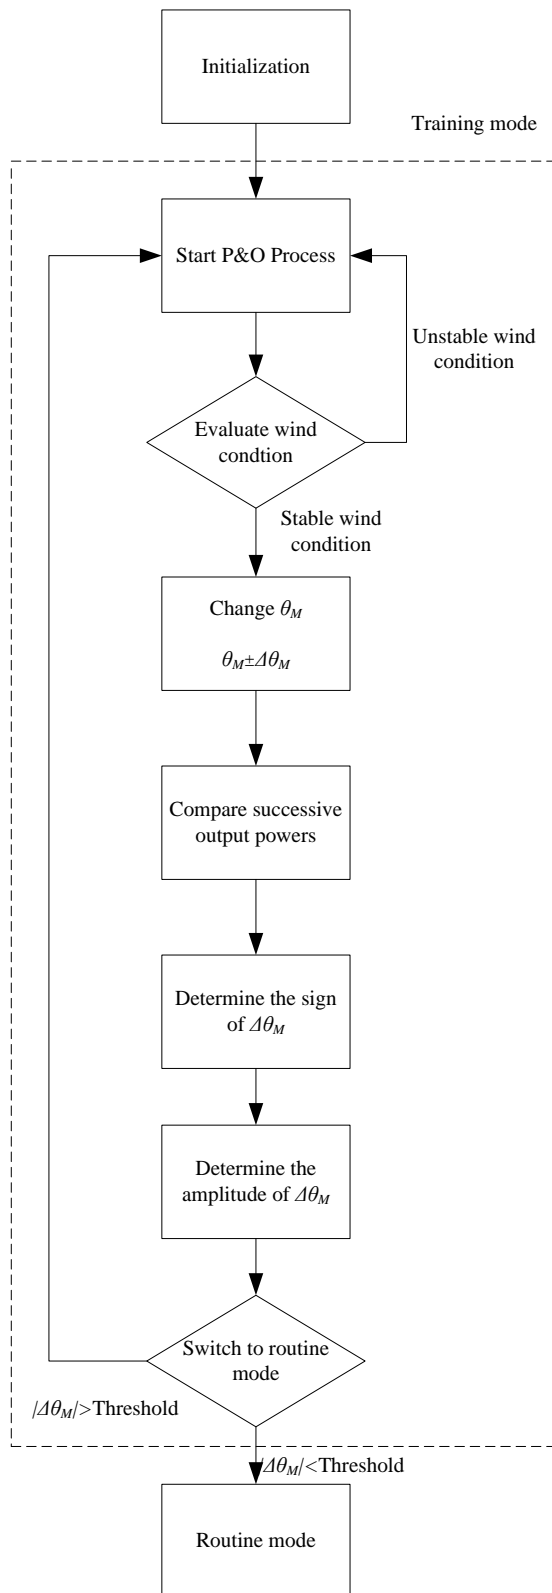 Initialization
Training mode
Start P&O Process
Unstable wind
condition
Evaluate wind
condtion
Stable wind
condition
Change θM
θM±ΔθM
Compare successive
output powers
Determine the sign
of ΔθM
Determine the
amplitude of ΔθM
Switch to routine
mode
|ΔθM|>Threshold
|ΔθM|<Threshold
Routine mode